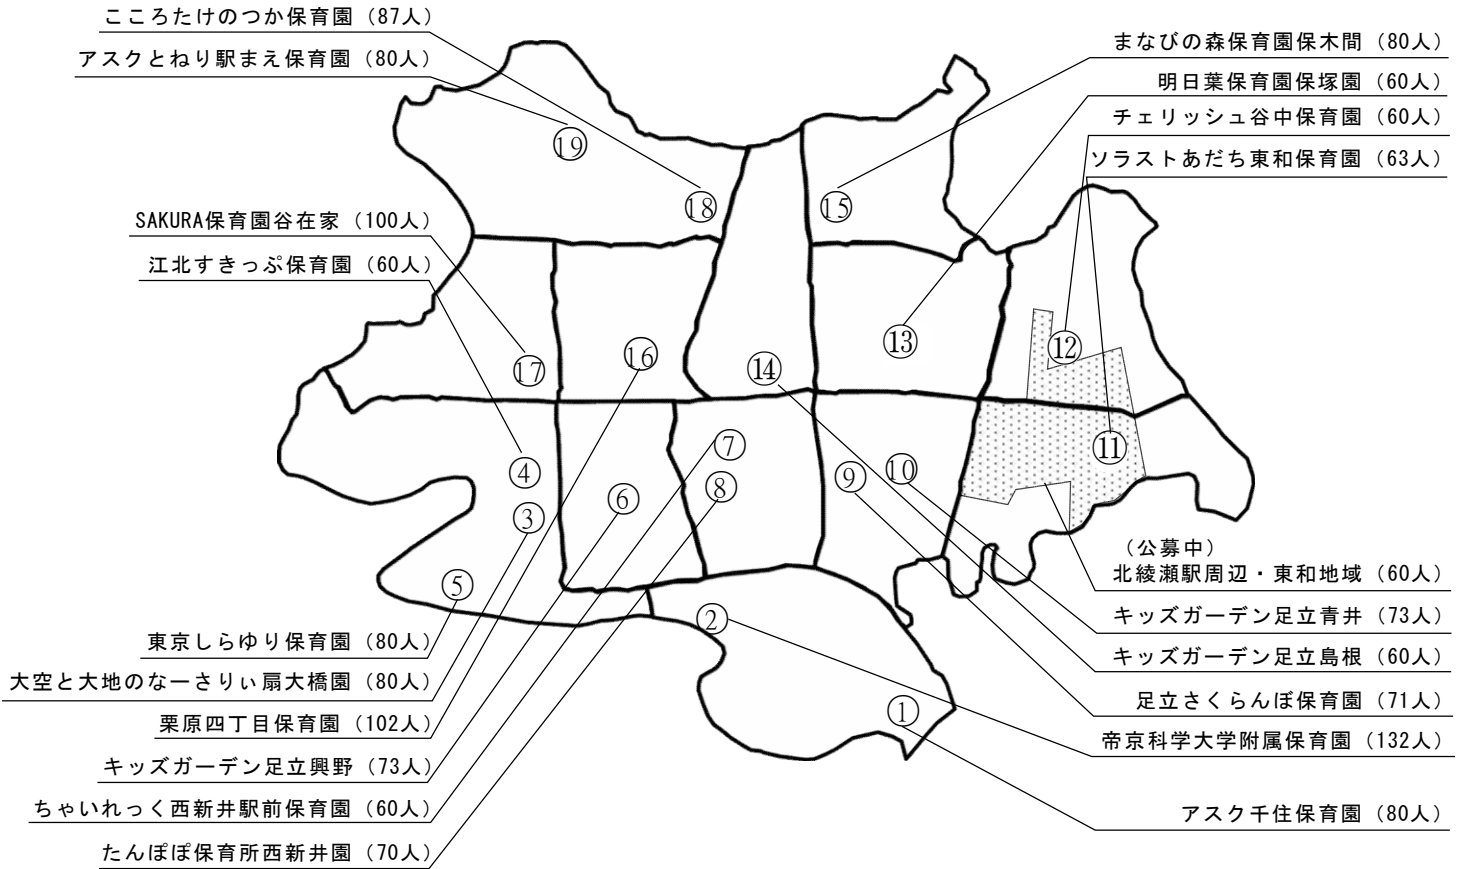 こころたけのつか保育園（87人）
アスクとねり駅まえ保育園（80人）
SAKURA保育園谷在家（100人）
江北すきっぷ保育園（60人）
まなびの森保育園保木間（80人）
明日葉保育園保塚園（60人）
チェリッシュ谷中保育園（60人）
ソラストあだち東和保育園（63人）
⑲
⑱
⑮
⑰
⑯
⑭
⑬
⑫
④
⑦
⑨
⑩
⑪
③
⑥
⑧
⑤
②
①
（公募中）
北綾瀬駅周辺・東和地域（60人）
キッズガーデン足立青井（73人）
キッズガーデン足立島根（60人）
足立さくらんぼ保育園（71人）
帝京科学大学附属保育園（132人）
アスク千住保育園（80人）
東京しらゆり保育園（80人）
大空と大地のなーさりぃ扇大橋園（80人）
栗原四丁目保育園（102人）
キッズガーデン足立興野（73人）
ちゃいれっく西新井駅前保育園（60人）
たんぽぽ保育所西新井園（70人）